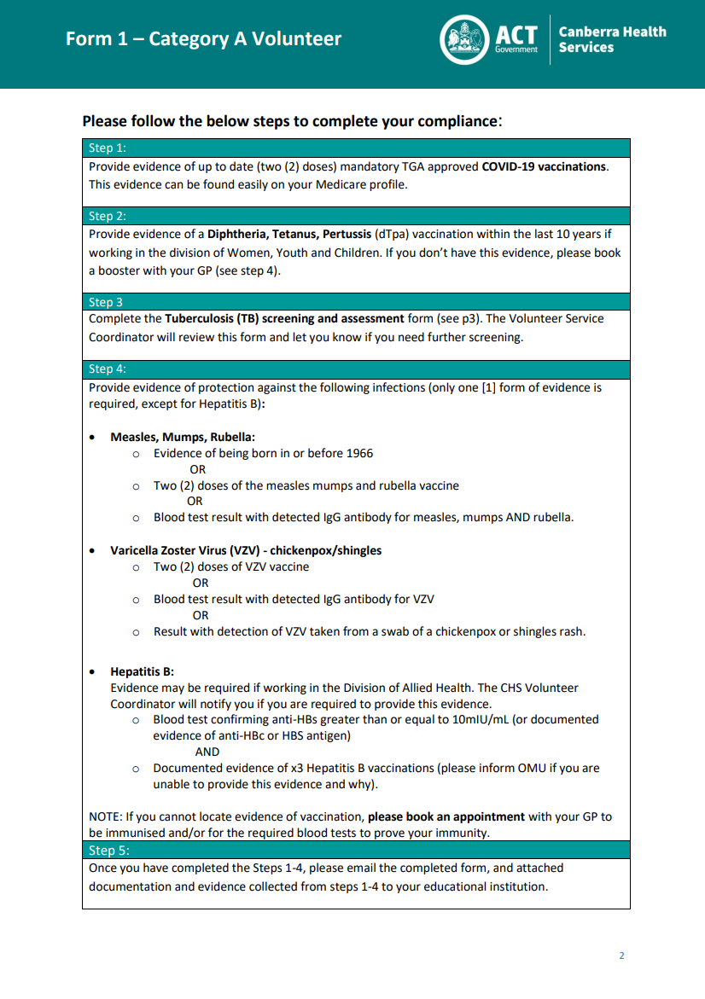 Form 1 – Category A Volunteer
ACT
Government
Canberra Health
Services
Please follow the below steps to complete your compliance:
Step 1:
Provide evidence of up to date (two (2) doses) mandatory TGA approved COVID-19 vaccinations.
This evidence can be found easily on your Medicare profile.
Step 2:
Provide evidence of a Diphtheria, Tetanus, Pertussis (dTpa) vaccination within the last 10 years if
working in the division of Women, Youth and Children. If you don’t have this evidence, please book
a booster with your GP (see step 4).
Step 3
Complete the Tuberculosis (TB) screening and assessment form (see p3). The Volunteer Service
Coordinator will review this form and let you know if you need further screening.
Step 4:
Provide evidence of protection against the following infections (only one [1] form of evidence is
required, except for Hepatitis B):
• Measles, Mumps, Rubella:
o Evidence of being born in or before 1966
OR
o Two (2) doses of the measles mumps and rubella vaccine
OR
o Blood test result with detected IgG antibody for measles, mumps AND rubella.
• Varicella Zoster Virus (VZV) - chickenpox/shingles
o Two (2) doses of VZV vaccine
OR
o Blood test result with detected IgG antibody for VZV
OR
o Result with detection of VZV taken from a swab of a chickenpox or shingles rash.
• Hepatitis B:
Evidence may be required if working in the Division of Allied Health. The CHS Volunteer
Coordinator will notify you if you are required to provide this evidence.
o Blood test confirming anti-HBs greater than or equal to 10mIU/mL (or documented
evidence of anti-HBc or HBS antigen)
AND
o Documented evidence of x3 Hepatitis B vaccinations (please inform OMU if you are
unable to provide this evidence and why).
NOTE: If you cannot locate evidence of vaccination, please book an appointment with your GP to
be immunised and/or for the required blood tests to prove your immunity.
Step 5:
Once you have completed the Steps 1-4, please email the completed form, and attached
documentation and evidence collected from steps 1-4 to your educational institution.
2